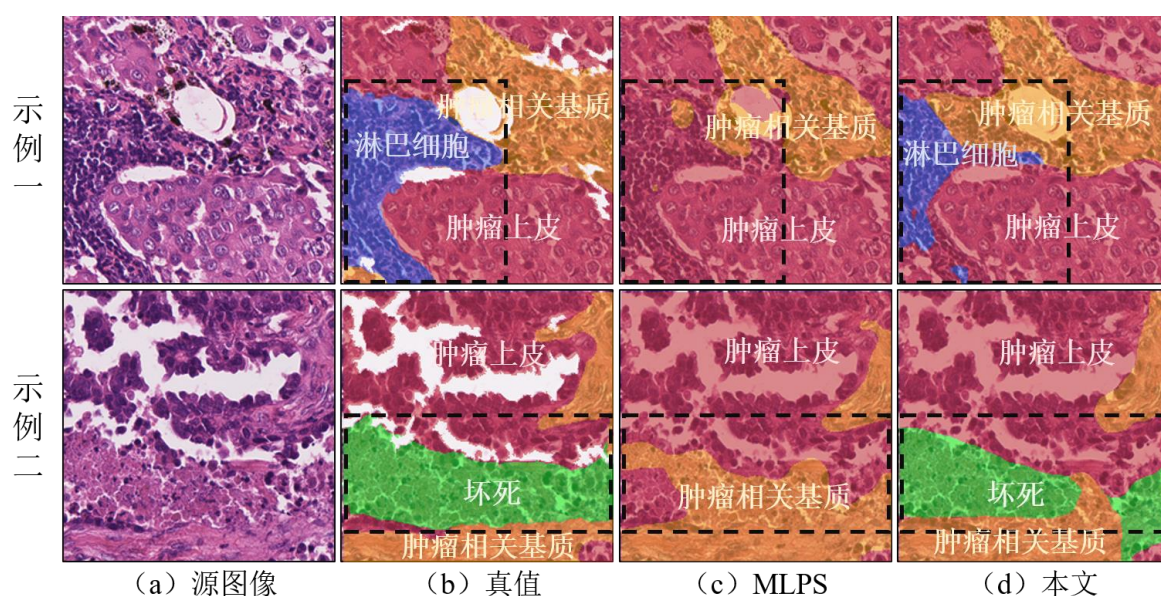 示例一
肿瘤相关基质
淋巴细胞
肿瘤上皮
肿瘤相关基质
肿瘤上皮
肿瘤相关基质
淋巴细胞
肿瘤上皮
示例二
肿瘤上皮
坏死
肿瘤相关基质
肿瘤上皮
肿瘤相关基质
肿瘤上皮
坏死
肿瘤相关基质
（a）源图像
（b）真值
（c）MLPS
（d）本文